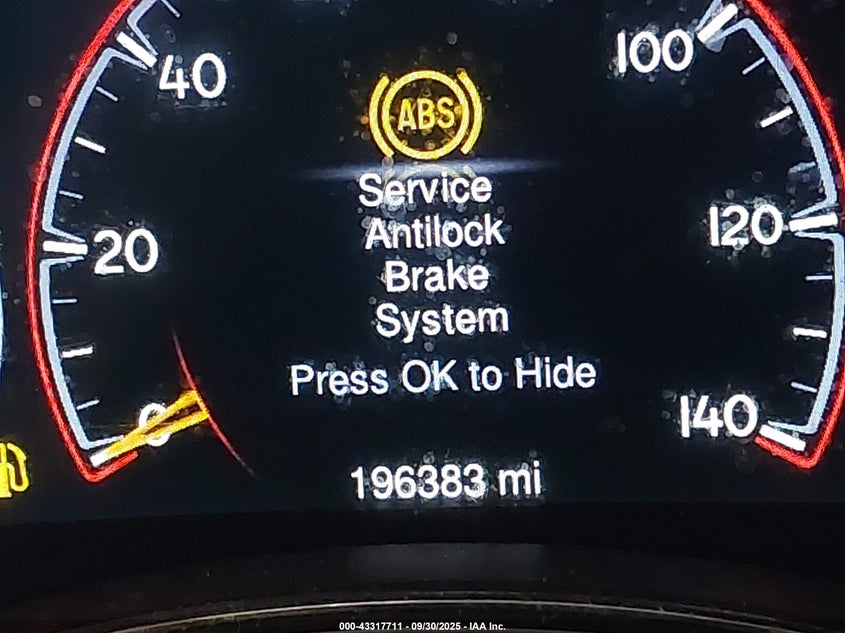 40
100
ABS
Service
Antilock
Brake
System
20
120
Press OK to Hide
0
140
196383 mi
000-43317711 - 09/30/2025 - IAA Inc.